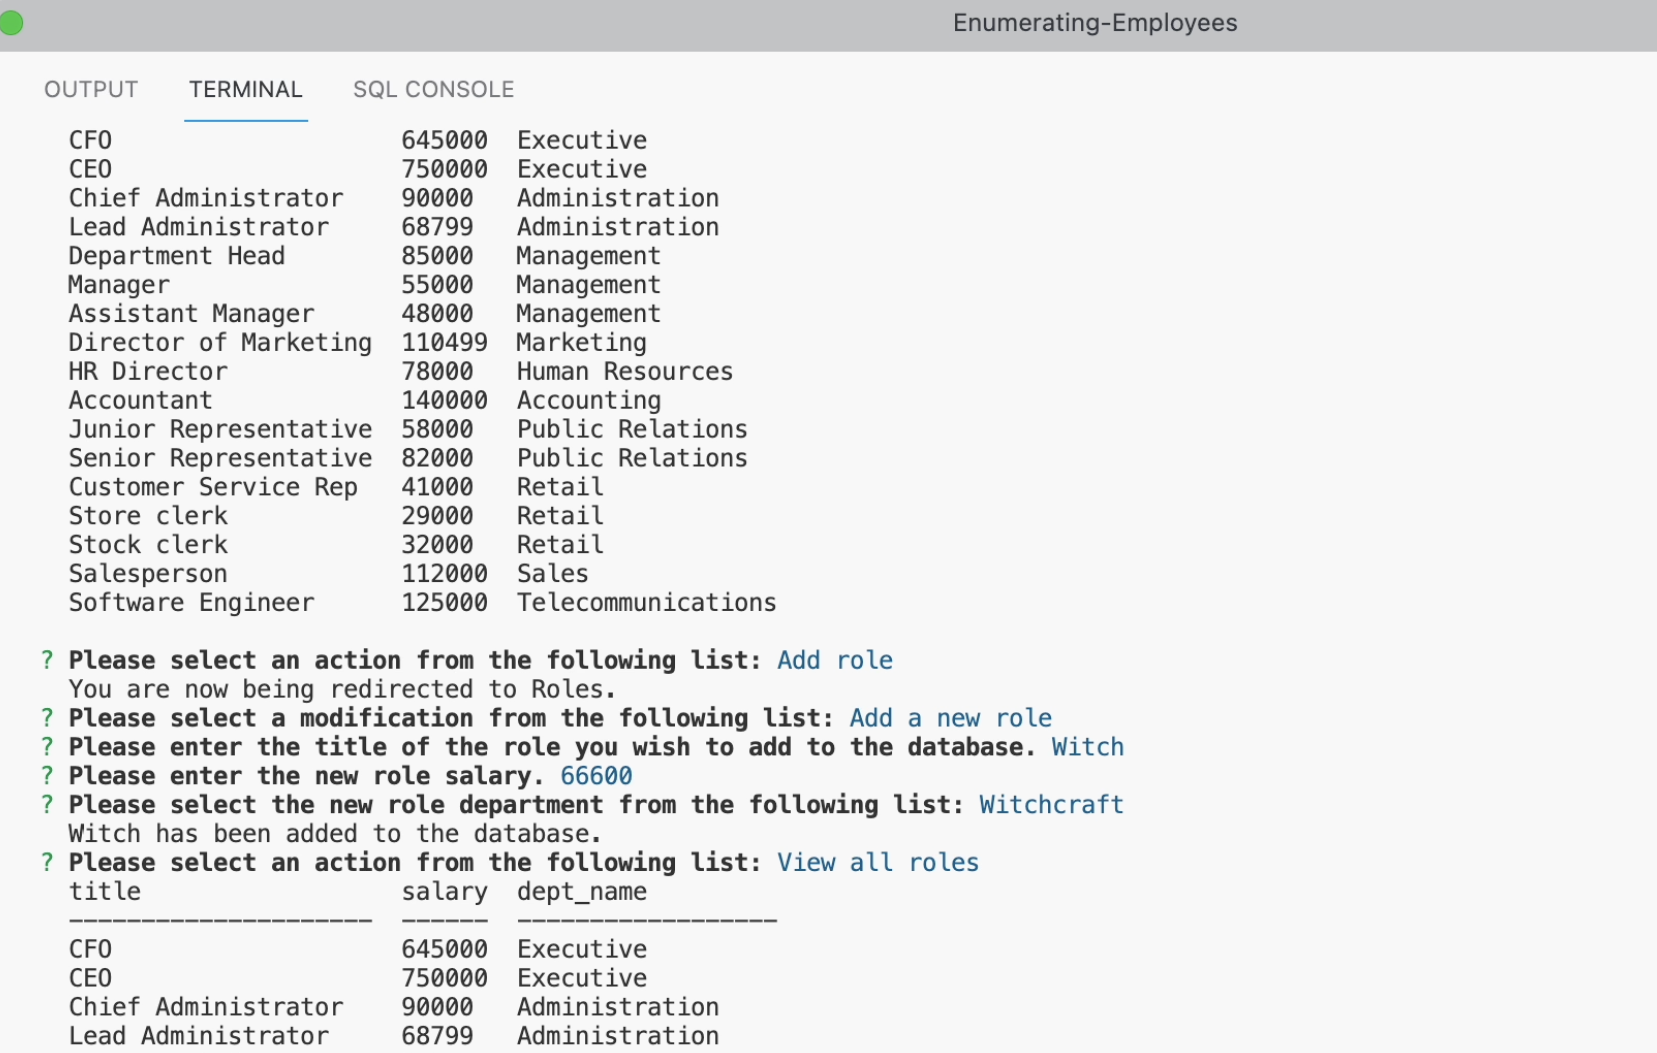 Enumerating-Employees
OUTPUT TERMINAL SQL CONSOLE
CFO 645000 Executive
CEO 750000 Executive
Chief Administrator 90000 Administration
Lead Administrator 68799 Administration
Department Head 85000 Management
Manager 55000 Management
Assistant Manager 48000 Management
Director of Marketing 110499 Marketing
HR Director 78000 Human Resources
Accountant 140000 Accounting
Junior Representative 58000 Public Relations
Senior Representative 82000 Public Relations
Customer Service Rep 41000 Retail
Store clerk 29000 Retail
Stock clerk 32000 Retail
Salesperson 112000 Sales
Software Engineer 125000 Telecommunications
? Please select an action from the following list: Add role
You are now being redirected to Roles.
? Please select a modification from the following list: Add a new role
? Please enter the title of the role you wish to add to the database. Witch
? Please enter the new role salary. 66600
? Please select the new role department from the following list: Witchcraft
Witch has been added to the database.
? Please select an action from the following list: View all roles
title salary dept_name
--------------------- ------ ------------------
CFO 645000 Executive
CEO 750000 Executive
Chief Administrator 90000 Administration
Lead Administrator 68799 Administration